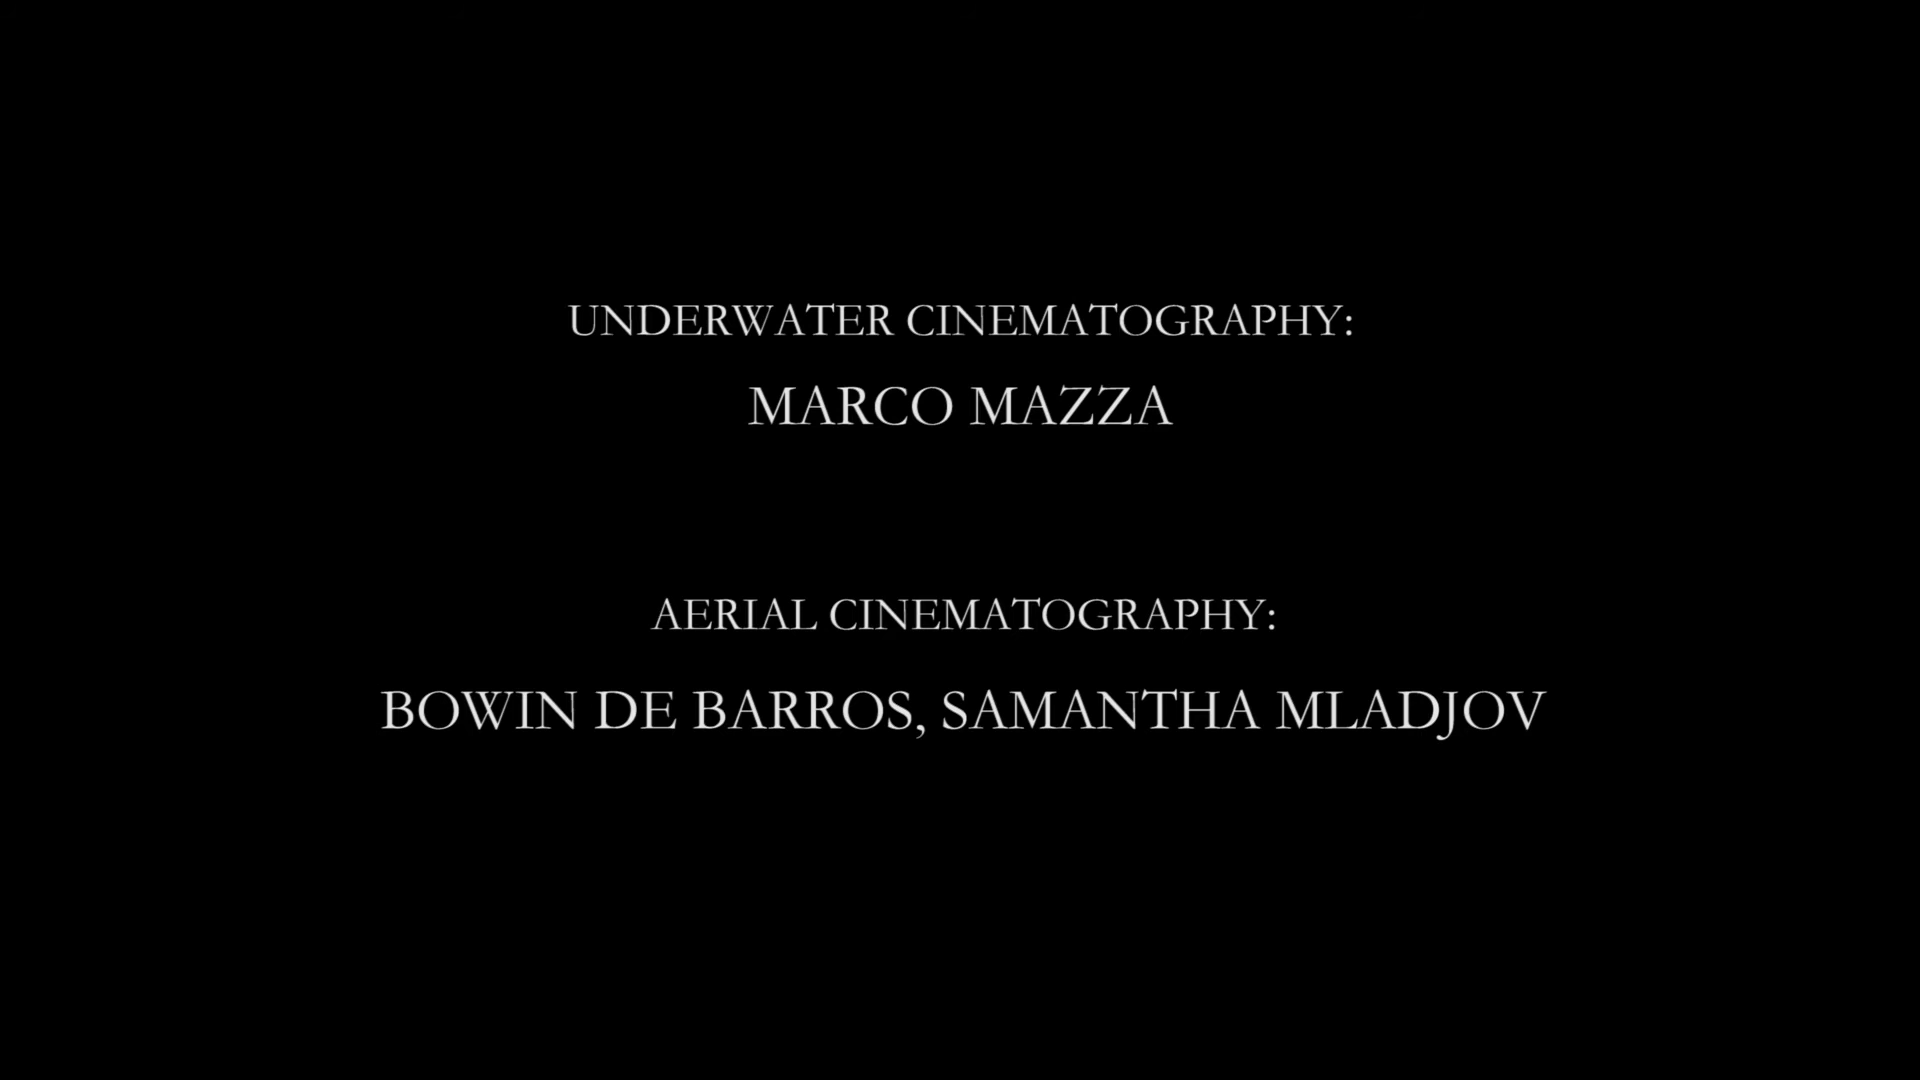 UNDERWATER CINEMATOGRAPHY:
MARCO MAZZA
AERIAL CINEMATOGRAPHY:
BOWIN DE BARROS, SAMANTHA MLADJOV